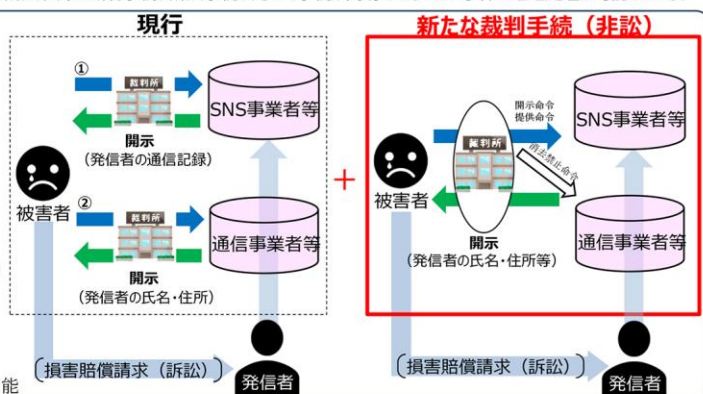 現行
①
裁判所
SNS事業者等
開示
(発信者の通信記録)
被害者
②
裁判所
通信事業者等
開示
(発信者の氏名・住所)
損害賠償請求(訴訟)
発信者
能
+
新たな裁判手続(非訟)
開示命令
提供命令
SNS事業者等
裁判所
消去禁止命令
被害者
開示
(発信者の氏名・住所等)
通信事業者等
損害賠償請求(訴訟)
発信者